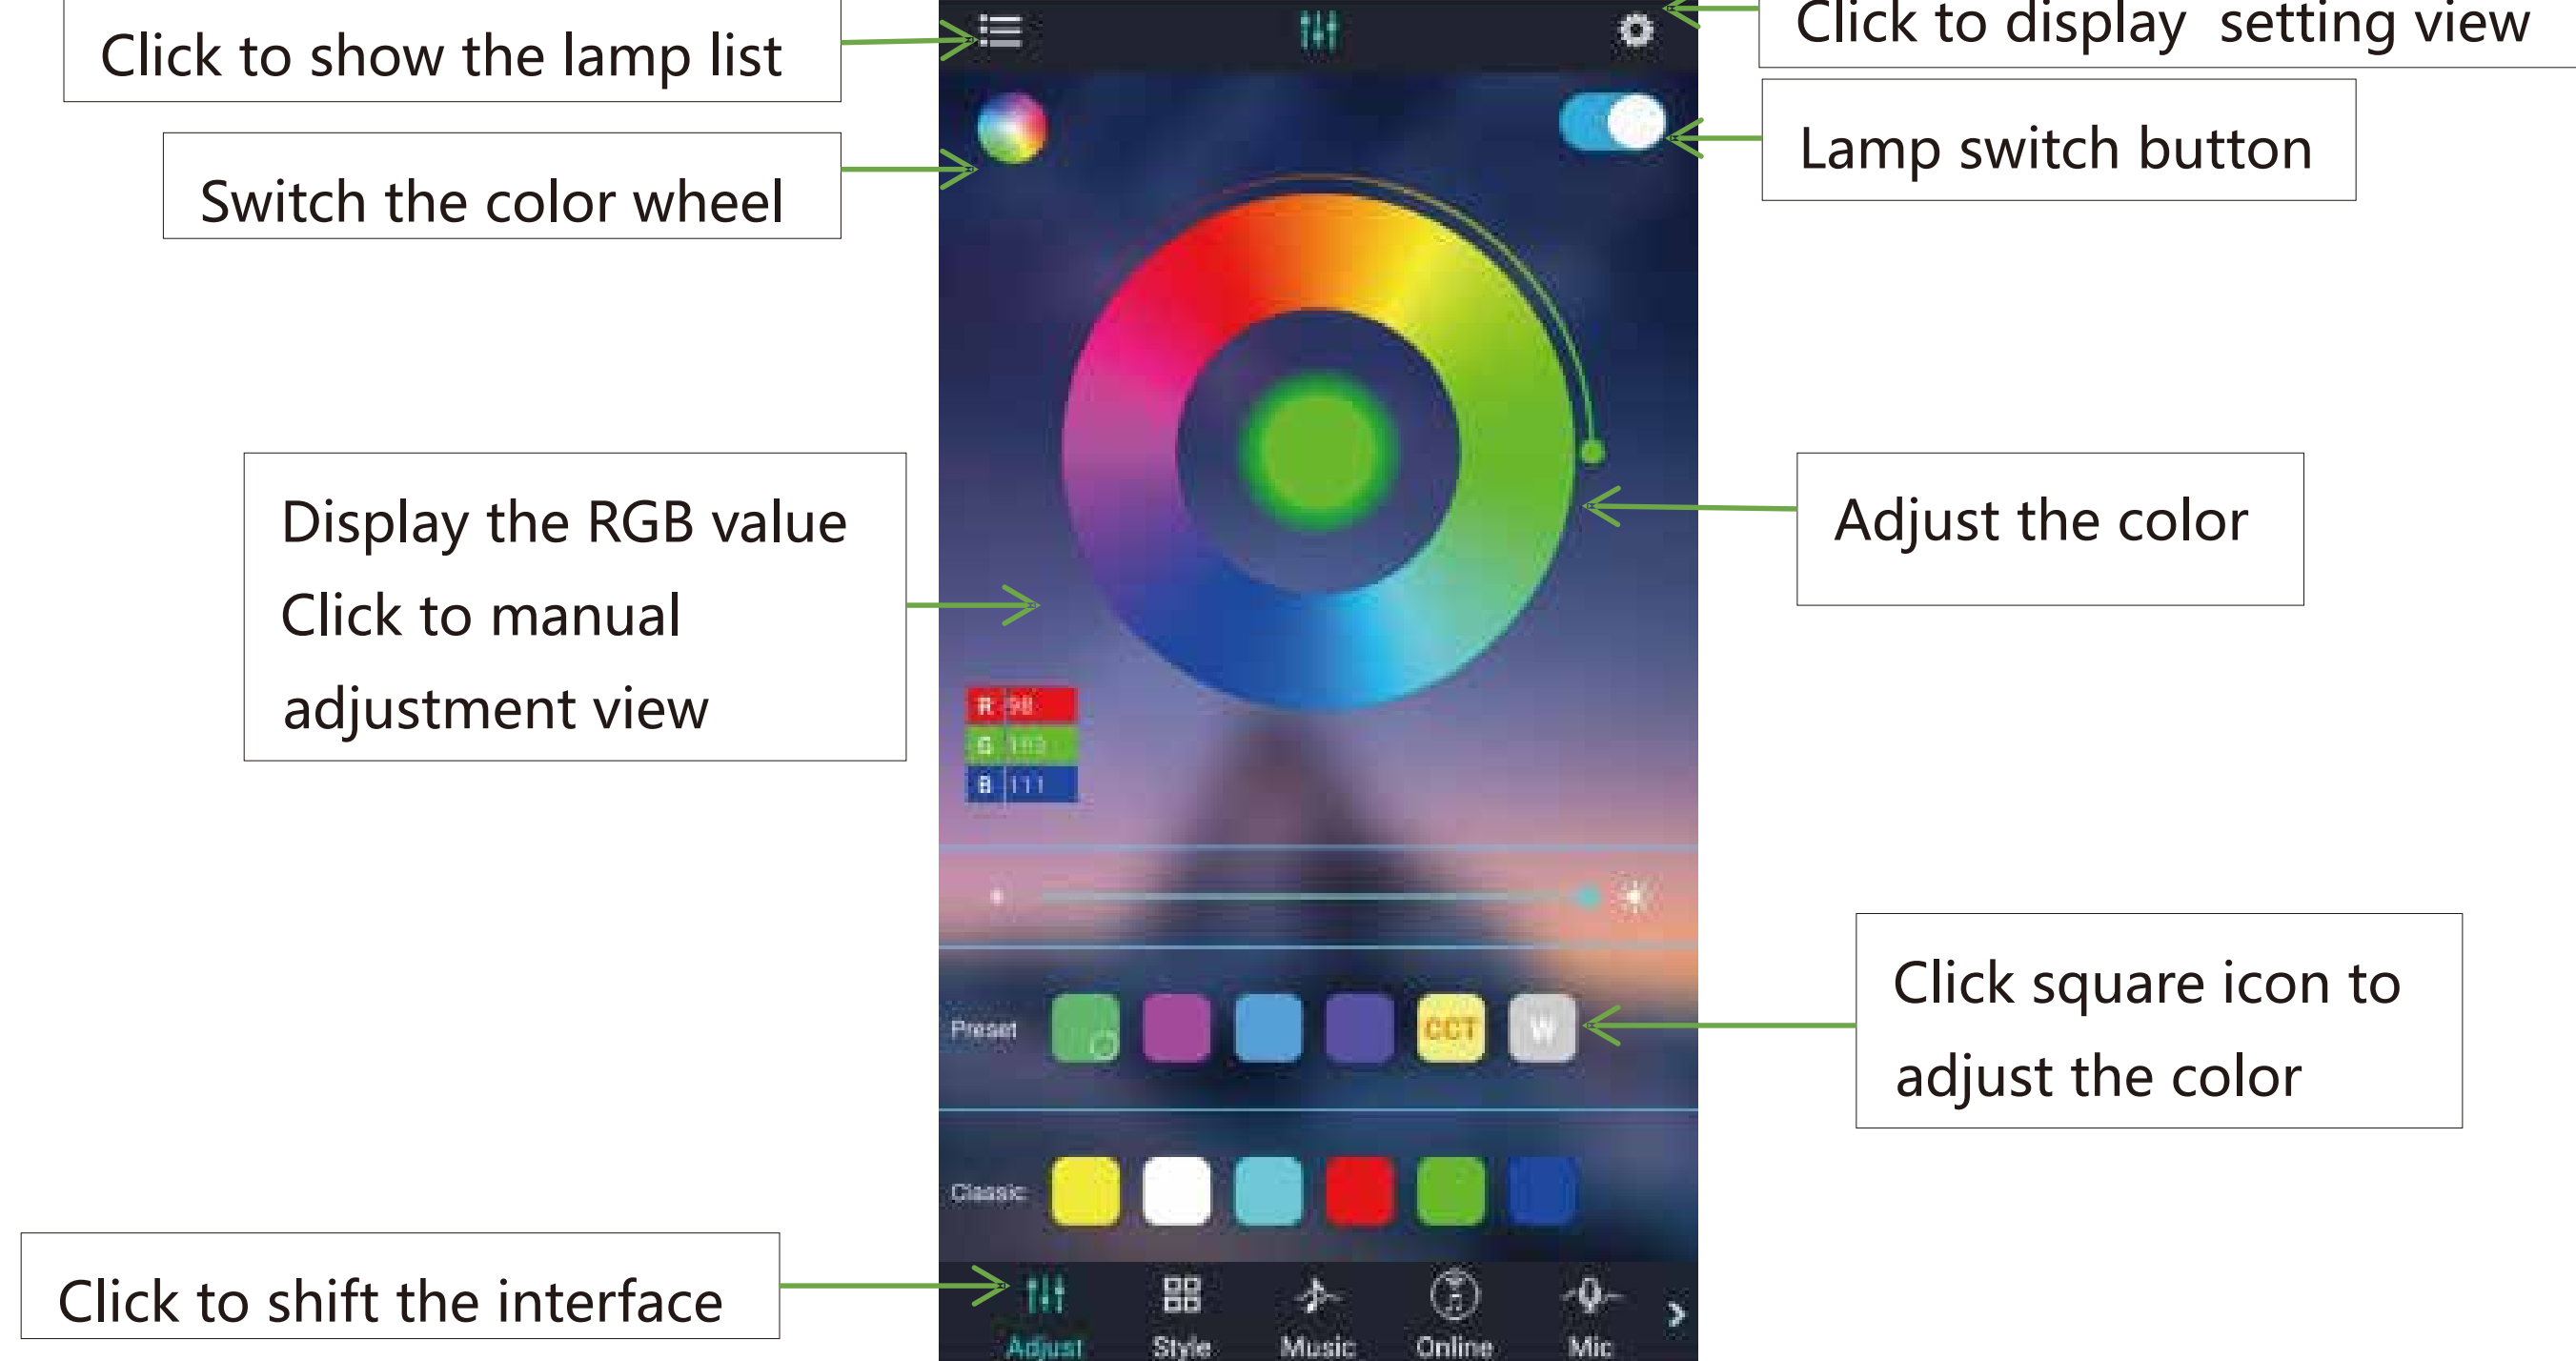 Click to show the lamp list
Click to display setting view
Switch the color wheel
Lamp switch button
Display the RGB value
Click to manual
adjustment view
Adjust the color
R 98
G
B 111
Click square icon to
adjust the color
Preset
CCT
W
Classic
Click to shift the interface
Adjust
Style
Music
Online
Mic